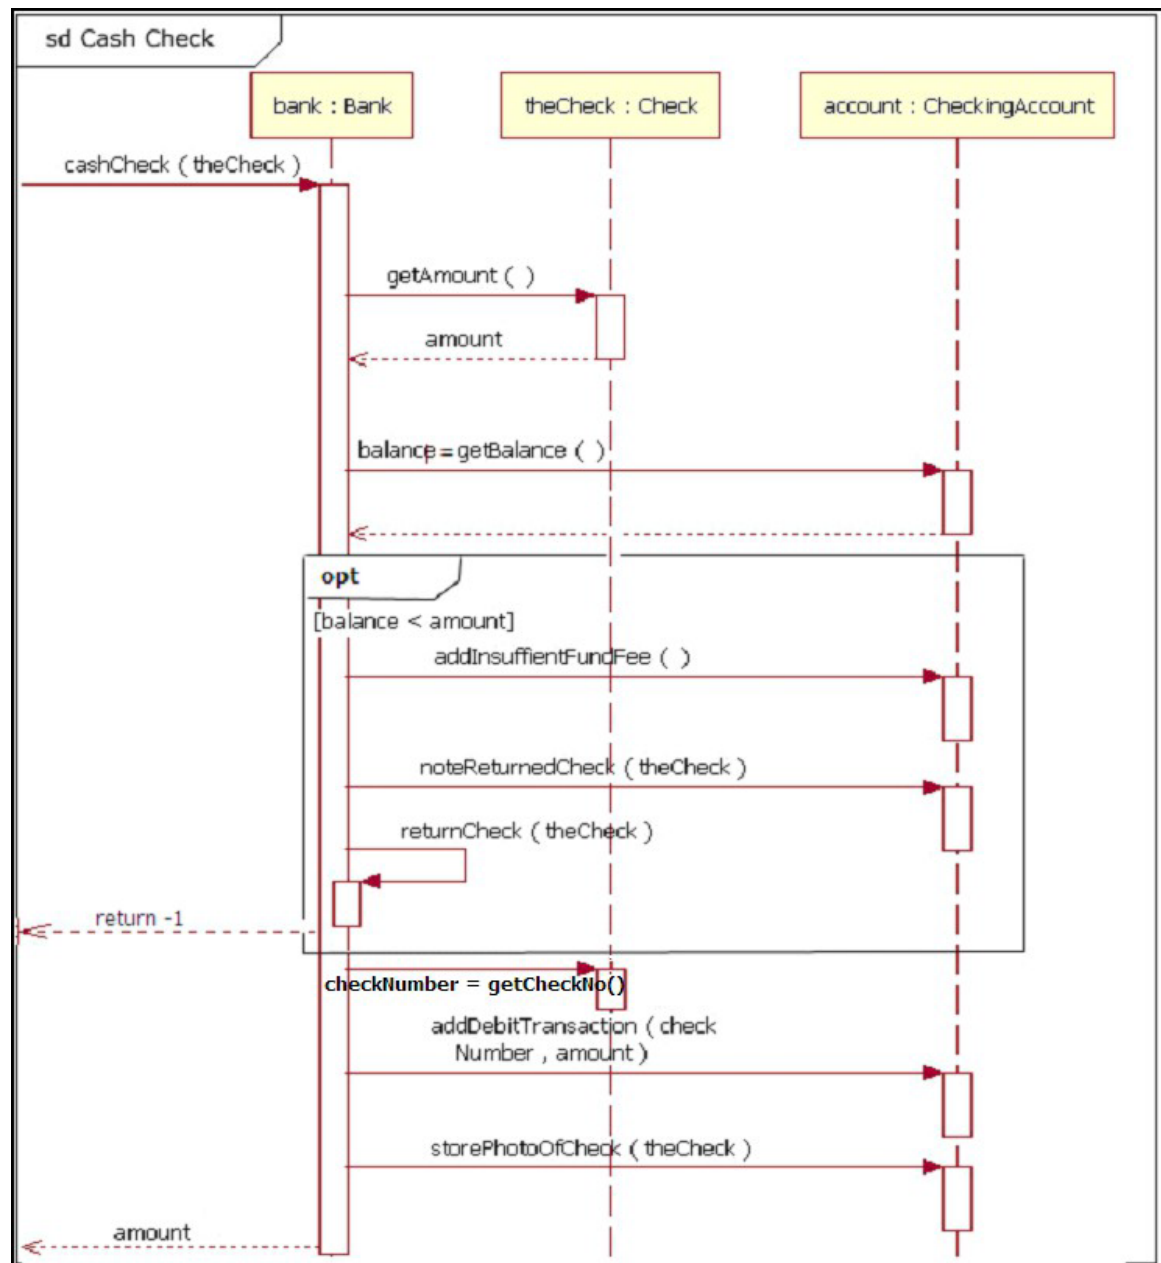 sd Cash Check
bank : Bank
theCheck : Check
account : CheckingAccount
cashCheck ( theCheck )
getAmount ( )
amount
balance = getBalance ( )
opt
[balance < amount]
addInsuffientFundFee ( )
noteReturnedCheck ( theCheck )
returnCheck ( theCheck )
return -1
checkNumber = getCheckNo()
addDebitTransaction ( check
Number , amount )
storePhotoOfCheck ( theCheck )
amount